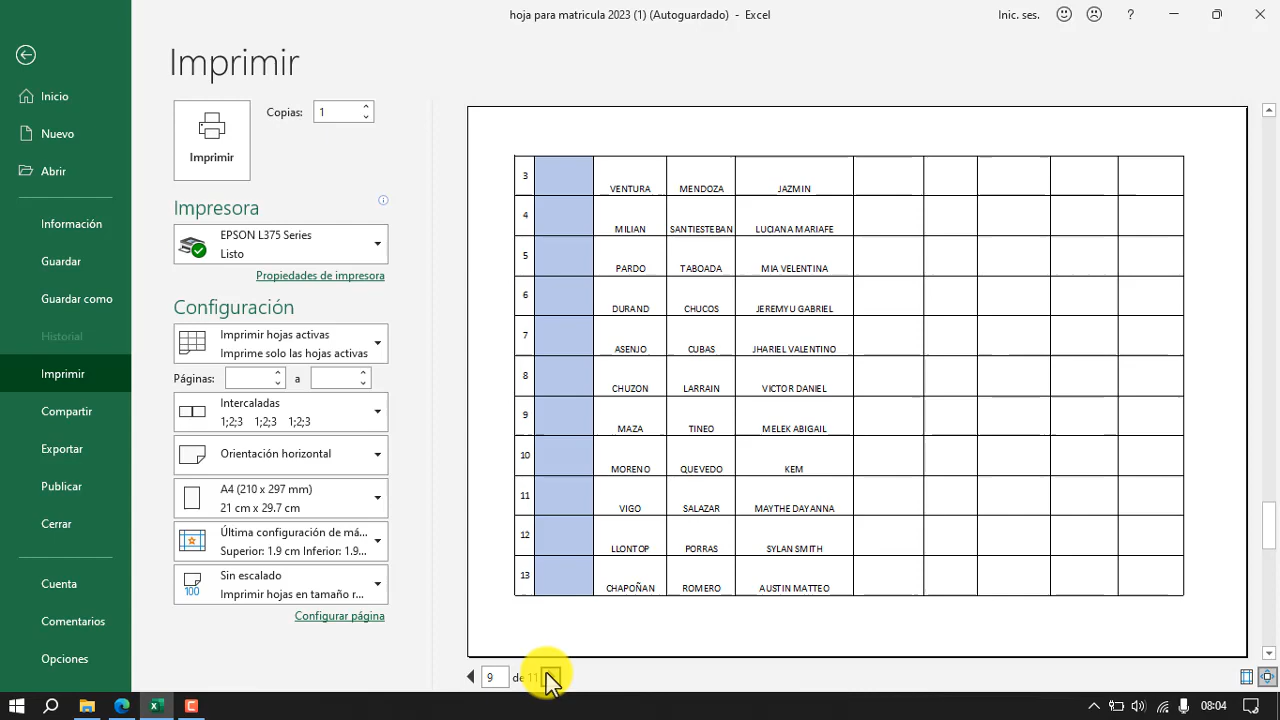 hoja para matricula 2023 (1) (Autoguardado) - Excel
Inic. ses.
?
Imprimir
Inicio
Nuevo
Abrir
Información
Guardar
Guardar como
Historial
Imprimir
Compartir
Exportar
Publicar
Cerrar
Cuenta
Comentarios
Opciones
Imprimir
Copias: 1
Impresora
EPSON L375 Series
Listo
Propiedades de impresora
Configuración
Imprimir hojas activas
Imprime solo las hojas activas
Páginas: a
Intercaladas
1;2;3 1;2;3 1;2;3
Orientación horizontal
A4 (210 x 297 mm)
21 cm x 29.7 cm
Última configuración de má...
Superior: 1.9 cm Inferior: 1.9...
Sin escalado
100 Imprimir hojas en tamaño r...
Configurar página
3 VENTURA MENDOZA JAZMIN
4 MILIAN SANTIESTEBAN LUCIANA MARIAFE
5 PARDO TABOADA MIA VELENTINA
6 DURAND CHUCOS JEREMYU GABRIEL
7 ASENJO CUBAS JHARIEL VALENTINO
8 CHUZON LARRAIN VICTOR DANIEL
9 MAZA TINEO MELEK ABIGAIL
10 MORENO QUEVEDO KEM
11 VIGO SALAZAR MAYTHE DAYANNA
12 LLONTOP PORRAS SYLAN SMITH
13 CHAPOÑAN ROMERO AUSTIN MATTEO
9 de 11
08:04